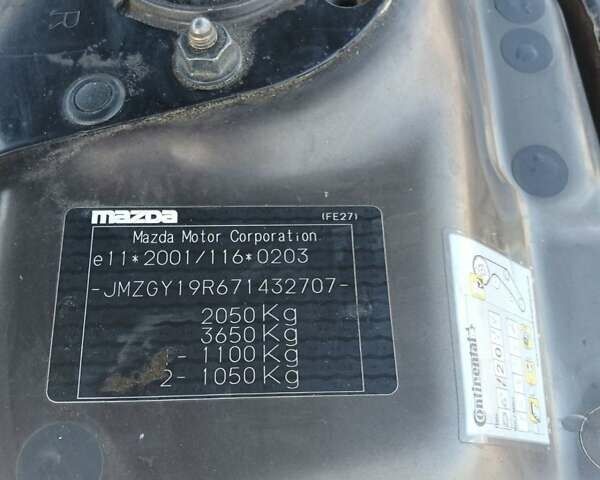 R
mazda
(FE27)
Mazda Motor Corporation
e11*2001/116*0203
-JMZGY19R671432707-
2050 Kg
3650 Kg
1- 1100 Kg
2- 1050 Kg
Continental